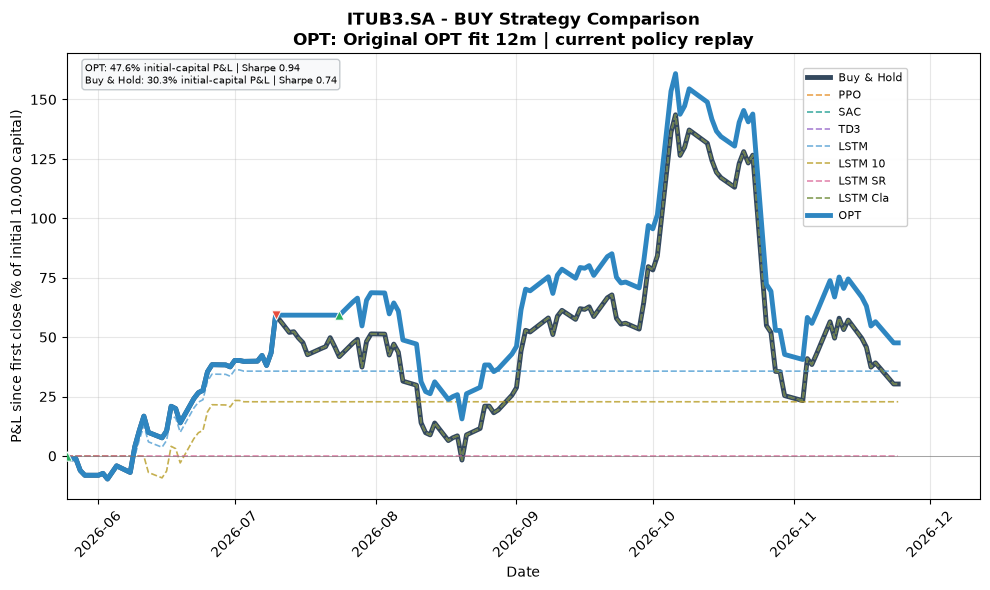 ITUB3.SA - BUY Strategy Comparison
OPT: Original OPT fit 12m | current policy replay
OPT: 47.6% initial-capital P&L | Sharpe 0.94
Buy & Hold: 30.3% initial-capital P&L | Sharpe 0.74
Buy & Hold
PPO
SAC
TD3
LSTM
LSTM 10
LSTM SR
LSTM Cla
OPT
P&L since first close (% of initial 10,000 capital)
150
125
100
75
50
25
0
2026-06
2026-07
2026-08
2026-09
2026-10
2026-11
2026-12
Date